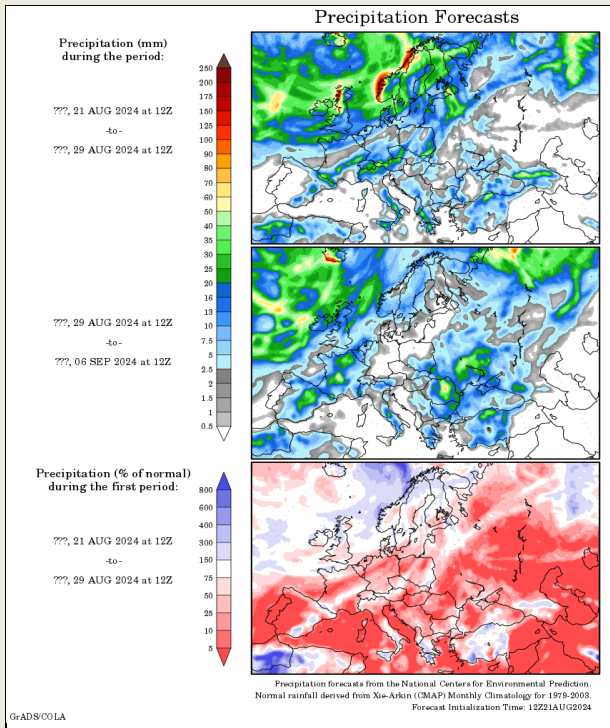 Precipitation Forecasts
Precipitation (mm)
during the period:
???, 21 AUG 2024 at 12Z
-to-
???, 29 AUG 2024 at 12Z
250
200
175
150
125
100
90
80
70
60
50
40
35
30
25
20
16
13
10
7.5
5
2.5
2
1.5
1
0.5
???, 29 AUG 2024 at 12Z
-to-
???, 06 SEP 2024 at 12Z
Precipitation (% of normal)
during the first period:
???, 21 AUG 2024 at 12Z
-to-
???, 29 AUG 2024 at 12Z
800
600
400
300
150
75
50
25
10
5
Precipitation forecasts from the National Centers for Environmental Prediction.
Normal rainfall derived from Xie-Arkin (CMAP) Monthly Climatology for 1979-2003.
Forecast Initialization Time: 12Z21AUG2024
GrADS/COLA